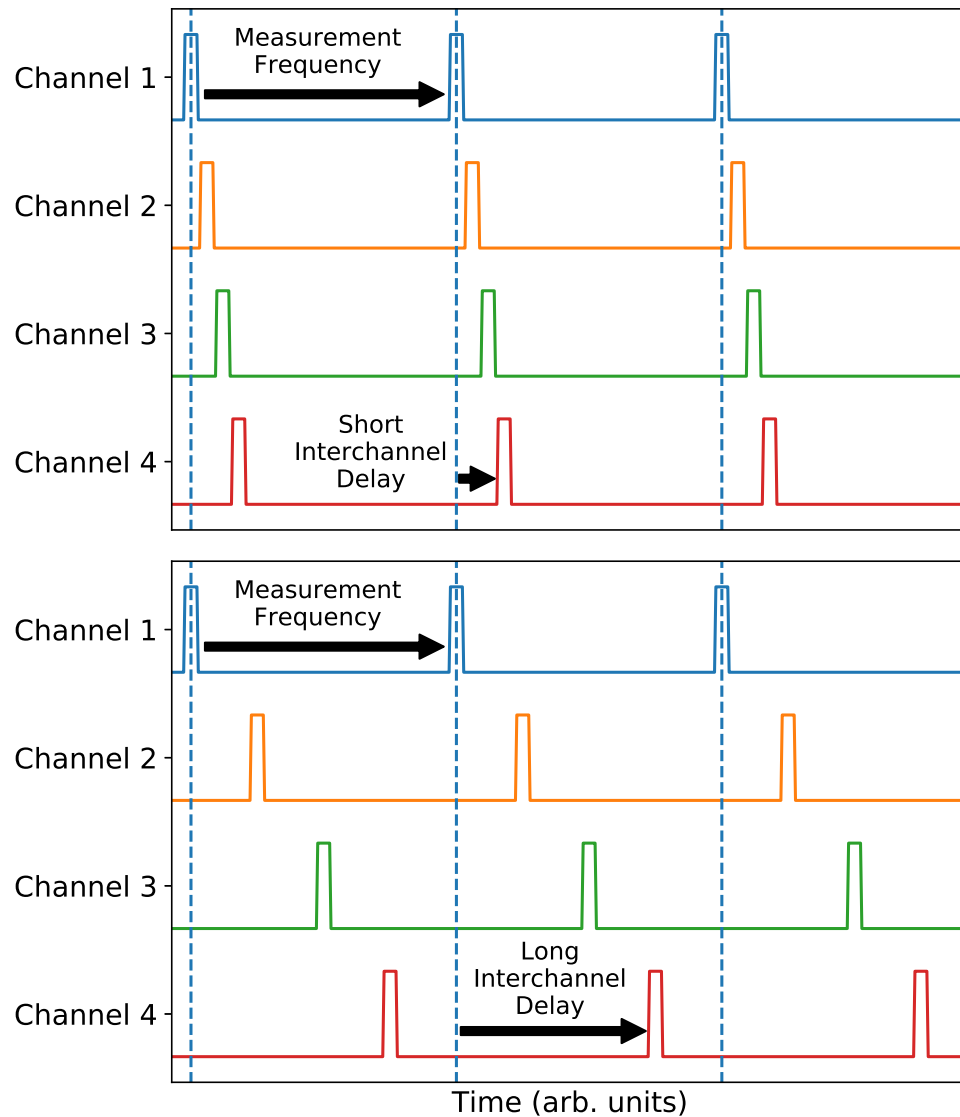 Measurement
Frequency
Channel 1
Channel 2
Channel 3
Short
Interchannel
Delay
Channel 4
Measurement
Frequency
Channel 1
Channel 2
Channel 3
Long
Interchannel
Delay
Channel 4
Time (arb. units)